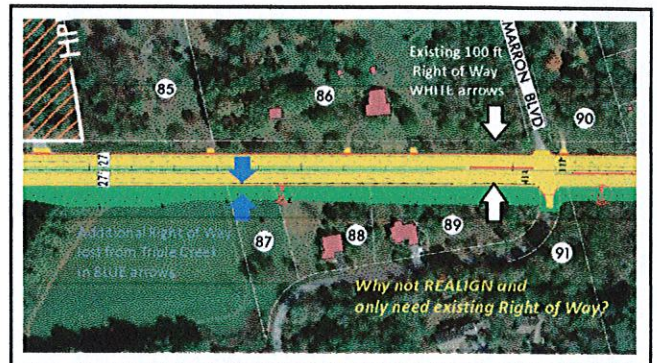 HP
85
86
Existing 100 ft
Right of Way
WHITE arrows
MARRON BLVD
90
27' 27'
Additional Right of Way
lost from Triple Creek
in BLUE arrows
87
88
89
91
Why not REALIGN and
only need existing Right of Way?